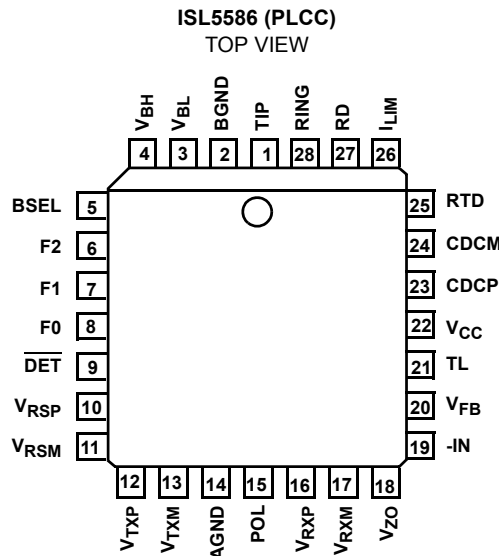 ISL5586 (PLCC)
TOP VIEW
VBH VBL BGND TIP RING RD ILIM
4 3 2 1 28 27 26
BSEL 5 25 RTD
F2 6 24 CDCM
F1 7 23 CDCP
F0 8 22 VCC
DET 9 21 TL
VRSP 10 20 VFB
VRSM 11 19 -IN
12 13 14 15 16 17 18
VTXP VTXM AGND POL VRXP VRXM VZO